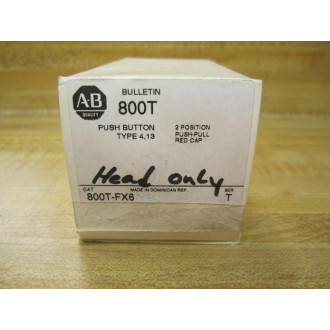 BULLETIN
800T
A-B
QUALITY
PUSH BUTTON
TYPE 4,13
2 POSITION
PUSH-PULL
RED CAP
Head only
CAT
MADE IN DOMINICAN REP.
SER
800T-FX6
T